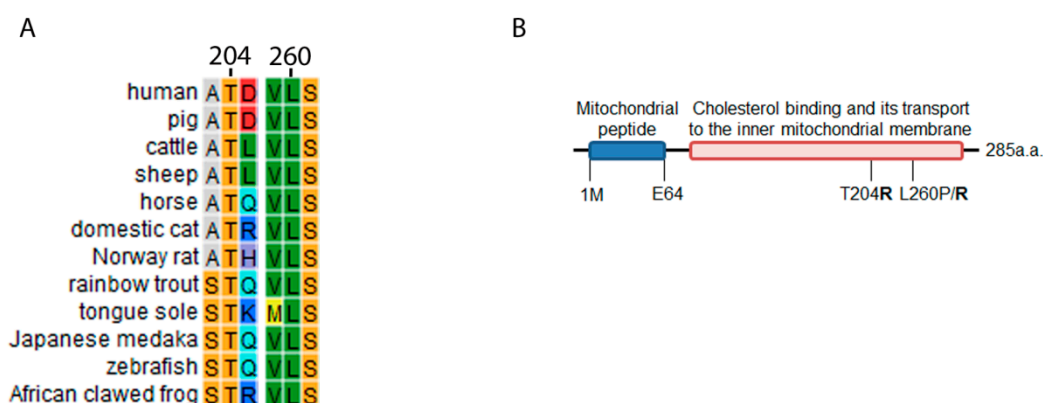 A
204 260
human A T D V L S
pig A T D V L S
cattle A T L V L S
sheep A T L V L S
horse A T Q V L S
domestic cat A T R V L S
Norway rat A T H V L S
rainbow trout S T Q V L S
tongue sole S T K M L S
Japanese medaka S T Q V L S
zebrafish S T Q V L S
African clawed frog S T R V L S
B
Mitochondrial
peptide
Cholesterol binding and its transport
to the inner mitochondrial membrane
285a.a.
1M E64 T204R L260P/R